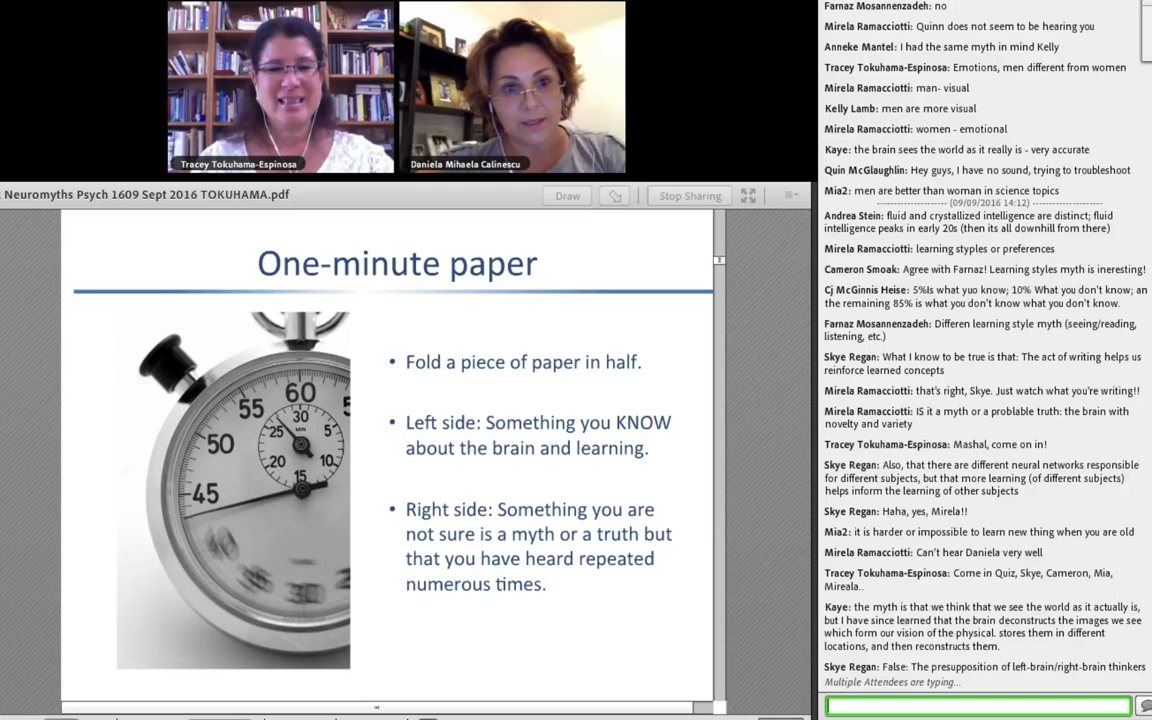 Tracey Tokuhama-Espinosa
Daniela Mihaela Calinescu
Neuromyths Psych 1609 Sept 2016 TOKUHAMA.pdf
Draw
Stop Sharing
One-minute paper
• Fold a piece of paper in half.
• Left side: Something you KNOW
about the brain and learning.
• Right side: Something you are
not sure is a myth or a truth but
that you have heard repeated
numerous times.
60
55
50
45
30
25
5
MIN
20
10
15
Farnaz Mosannenzadeh: no
Mirela Ramacciotti: Quinn does not seem to be hearing you
Anneke Mantel: I had the same myth in mind Kelly
Tracey Tokuhama-Espinosa: Emotions, men different from women
Mirela Ramacciotti: man- visual
Kelly Lamb: men are more visual
Mirela Ramacciotti: women - emotional
Kaye: the brain sees the world as it really is - very accurate
Quin McGlaughlin: Hey guys, I have no sound, trying to troubleshoot
Mia2: men are better than woman in science topics
------------------- (09/09/2016 14:12) -------------------
Andrea Stein: fluid and crystallized intelligence are distinct; fluid
intelligence peaks in early 20s (then its all downhill from there)
Mirela Ramacciotti: learning styples or preferences
Cameron Smoak: Agree with Farnaz! Learning styles myth is ineresting!
Cj McGinnis Heise: 5%Is what yuo know; 10% What you don't know; an
the remaining 85% is what you don't know what you don't know.
Farnaz Mosannenzadeh: Differen learning style myth (seeing/reading,
listening, etc.)
Skye Regan: What I know to be true is that: The act of writing helps us
reinforce learned concepts
Mirela Ramacciotti: that's right, Skye. Just watch what you're writing!!
Mirela Ramacciotti: IS it a myth or a problable truth: the brain with
novelty and variety
Tracey Tokuhama-Espinosa: Mashal, come on in!
Skye Regan: Also, that there are different neural networks responsible
for different subjects, but that more learning (of different subjects)
helps inform the learning of other subjects
Skye Regan: Haha, yes, Mirela!!
Mia2: it is harder or impossible to learn new thing when you are old
Mirela Ramacciotti: Can't hear Daniela very well
Tracey Tokuhama-Espinosa: Come in Quiz, Skye, Cameron, Mia,
Mireala..
Kaye: the myth is that we think that we see the world as it actually is,
but I have since learned that the brain deconstructs the images we see
which form our vision of the physical. stores them in different
locations, and then reconstructs them.
Skye Regan: False: The presupposition of left-brain/right-brain thinkers
Multiple Attendees are typing...